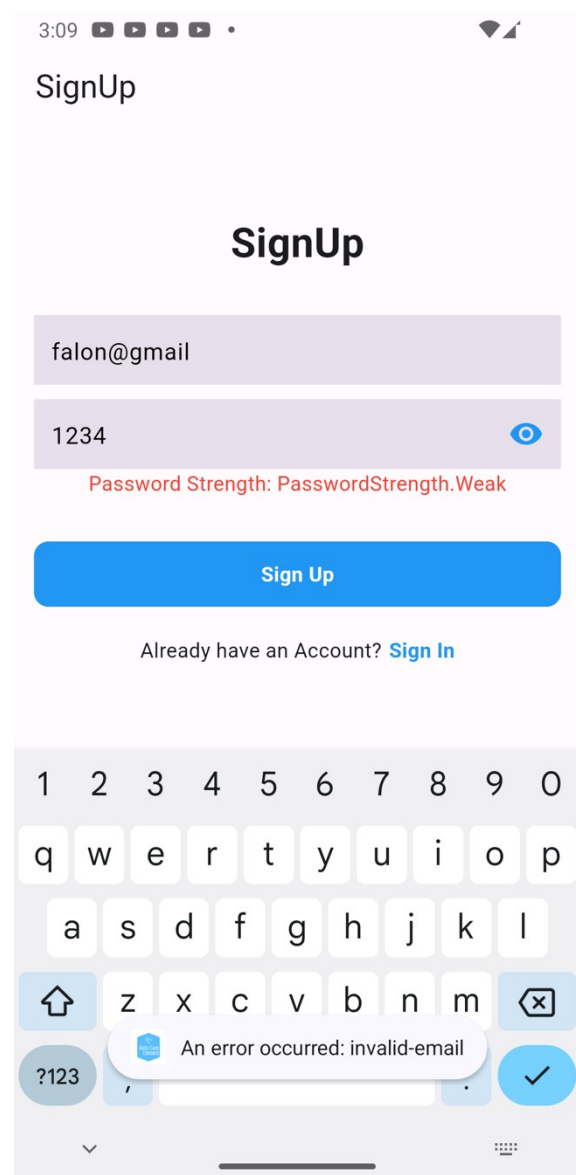 3:09
SignUp
SignUp
falon@gmail
1234
Password Strength: PasswordStrength.Weak
Sign Up
Already have an Account? Sign In
1 2 3 4 5 6 7 8 9 0
q w e r t y u i o p
a s d f g h j k l
z x c v b n m
An error occurred: invalid-email
?123 , .